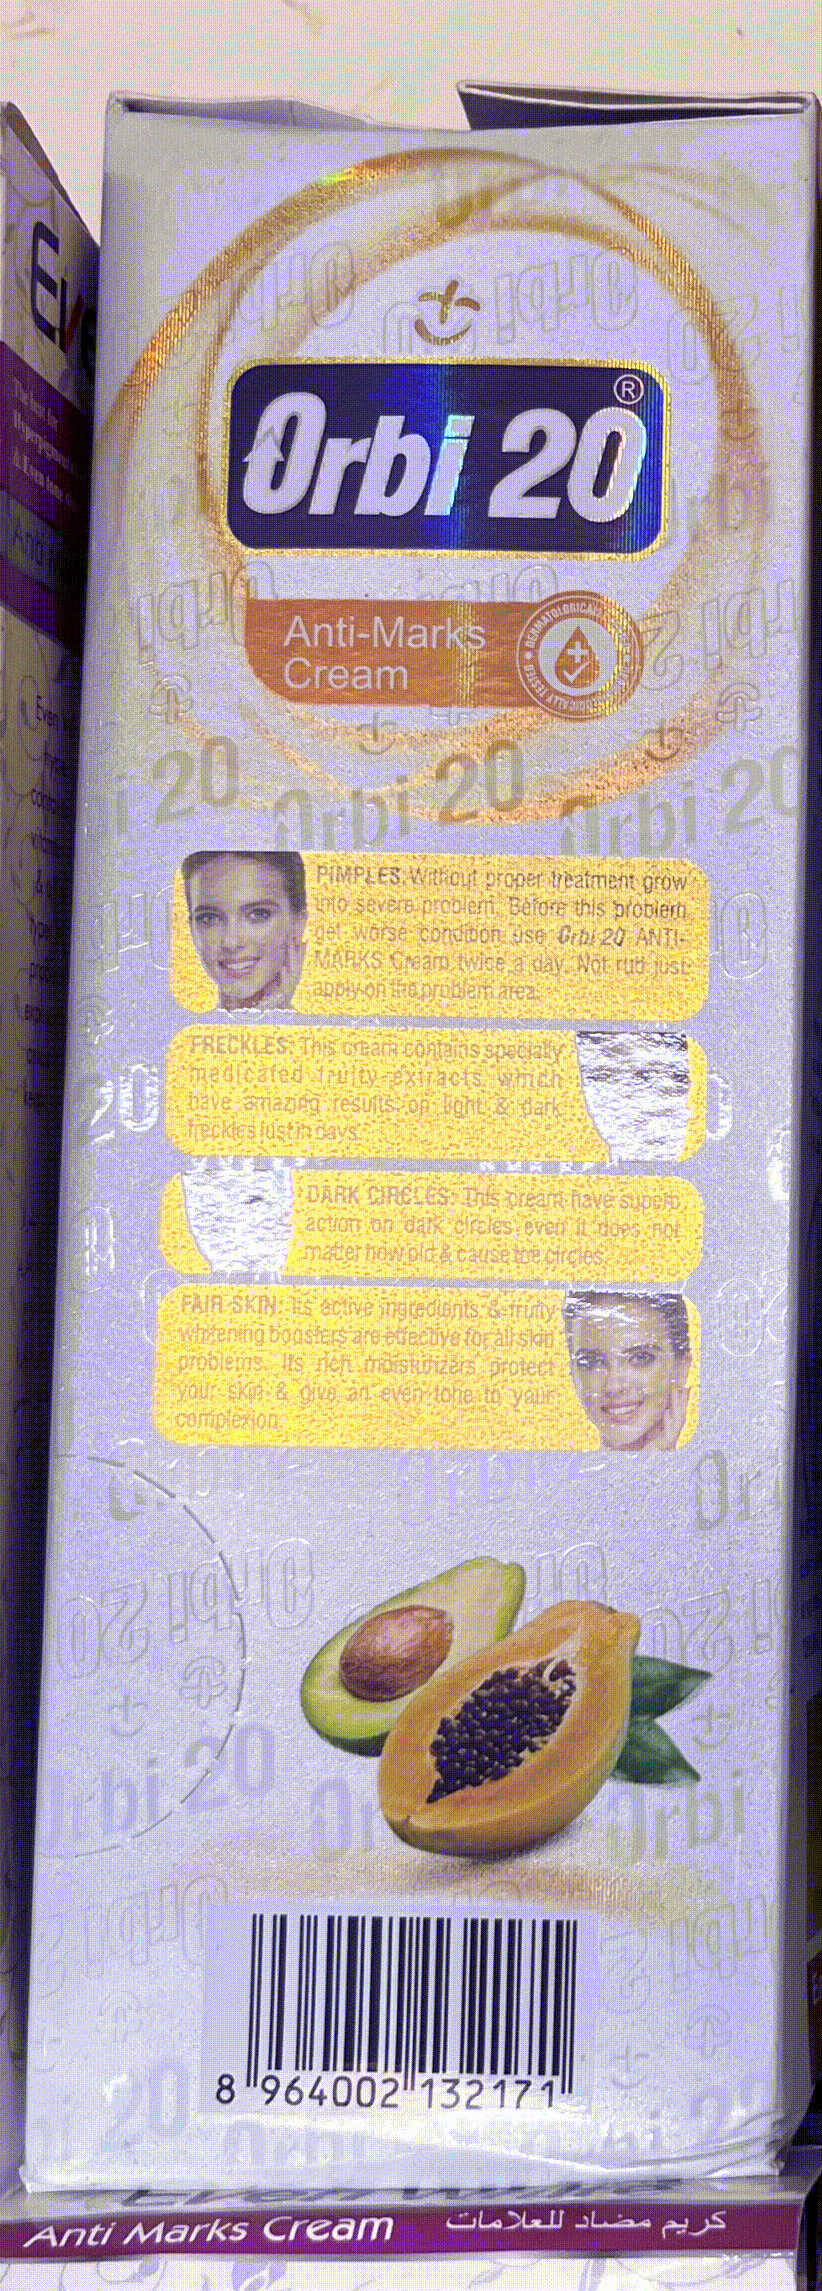 Orbi 20®
Anti-Marks
Cream
PIMPLES: Without proper treatment grow
into severe problem. Before this problem
get worse condition use Orbi 20 ANTI-
MARKS Cream twice a day. Not rub just
apply on the problem area.
FRECKLES: This cream contains specially
medicated fruity extracts which
have amazing results on light & dark
freckles just in days.
DARK CIRCLES: This cream have superb
action on dark circles even it does not
matter how old & cause the circles.
FAIR SKIN: Its active ingredients & fruity
whitening boosters are effective for all skin
problems. Its rich moisturizers protect
your skin & give an even tone to your
complexion.
8 964002 132171
Anti Marks Cream كريم مضاد للعلامات